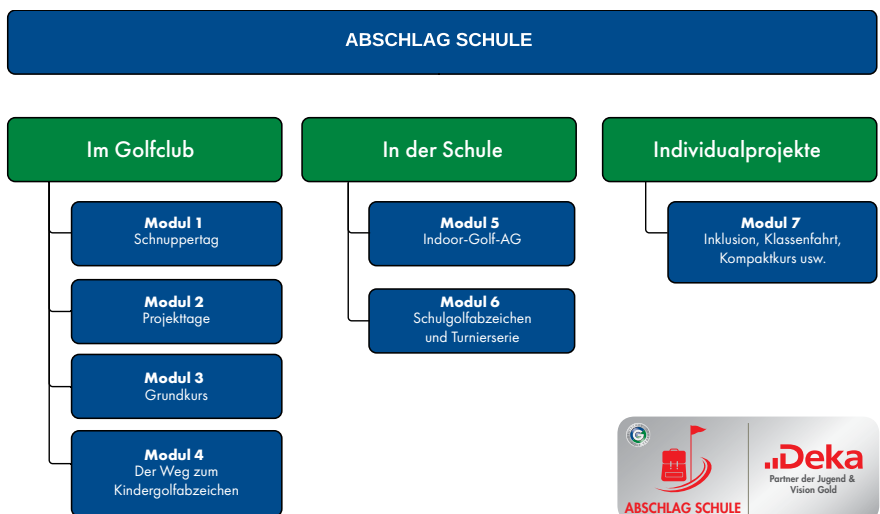 ABSCHLAG SCHULE
Im Golfclub
Modul 1
Schnuppertag
Modul 2
Projekttage
Modul 3
Grundkurs
Modul 4
Der Weg zum
Kindergolfabzeichen
In der Schule
Modul 5
Indoor-Golf-AG
Modul 6
Schulgolfabzeichen
und Turnierserie
Individualprojekte
Modul 7
Inklusion, Klassenfahrt,
Kompaktkurs usw.
G
ABSCHLAG SCHULE
Deka
Partner der Jugend &
Vision Gold